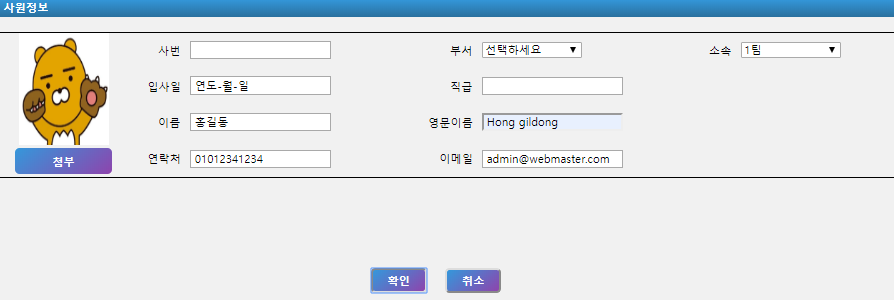 사원정보
사번 부서 선택하세요 소속 1팀
입사일 연도-월-일 직급
이름 홍길동 영문이름 Hong gildong
첨부 연락처 01012341234 이메일 admin@webmaster.com
확인 취소